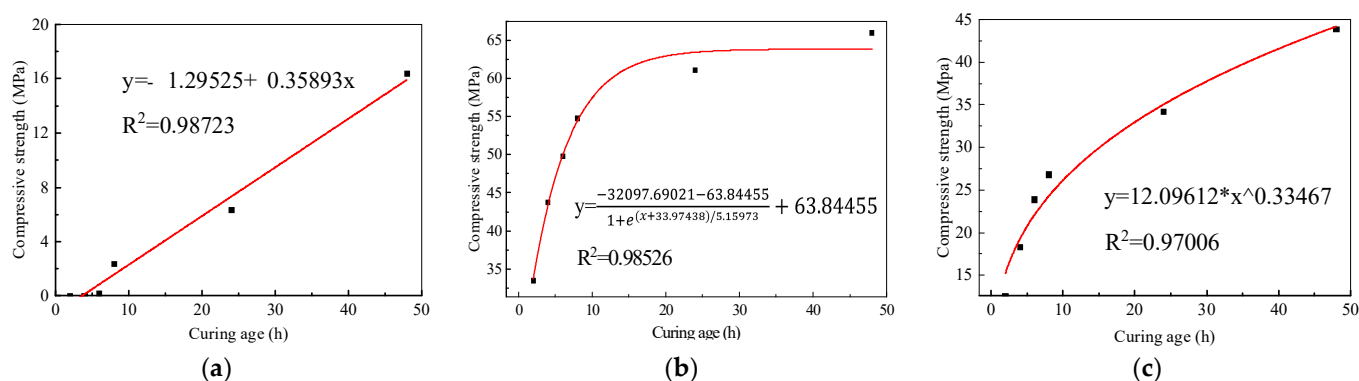 20
16
12
8
4
0
Compressive strength (MPa)
y=- 1.29525+ 0.35893x
R²=0.98723
0 10 20 30 40 50
Curing age (h)
(a)
65
60
55
50
45
40
35
Compressive strength (MPa)
y=\frac{−32097.69021−63.84455}{1+e^{(x+33.97438)/5.15973}} + 63.84455
R²=0.98526
0 10 20 30 40 50
Curing age (h)
(b)
45
40
35
30
25
20
15
Compressive strength (Mpa)
y=12.09612*x^0.33467
R²=0.97006
0 10 20 30 40 50
Curing age (h)
(c)